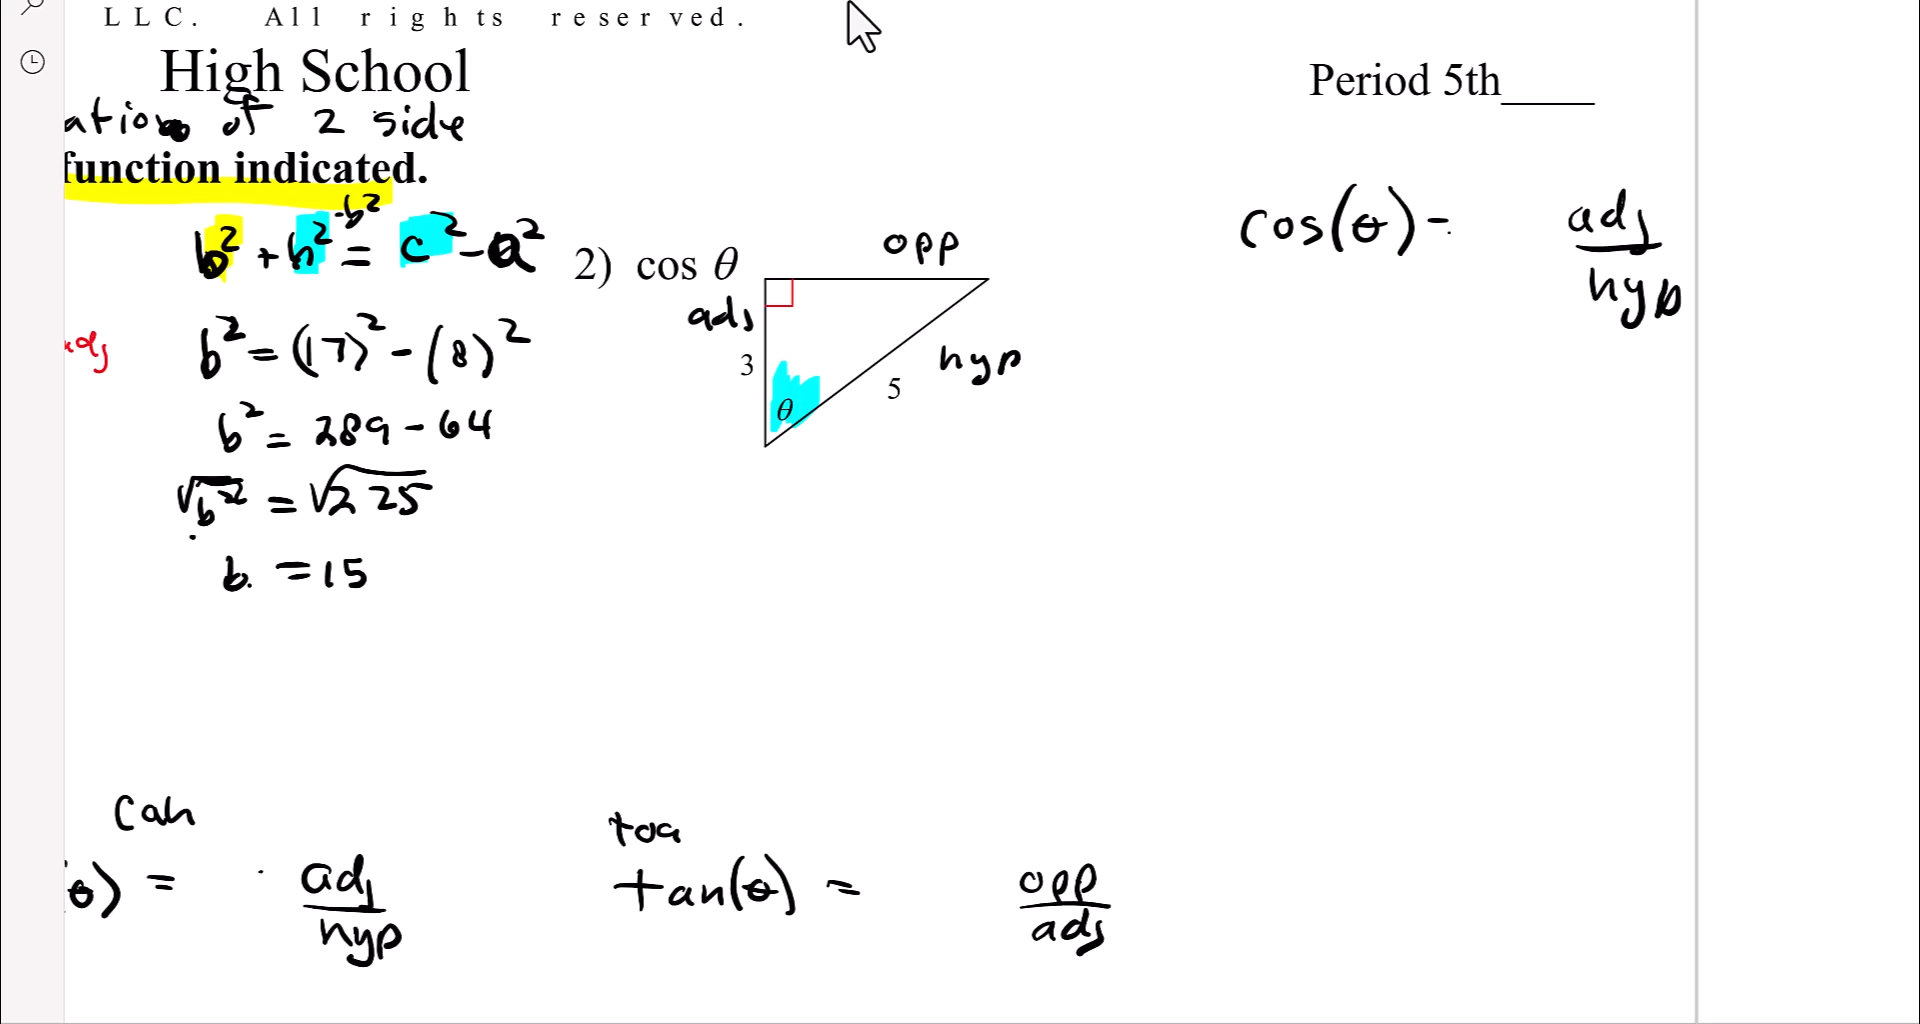 LLC. All rights reserved.
High School
Period 5th____
of 2 side
function indicated.
-b²
b² + h² = c² - a²
2) cos θ
opp
cos(θ) -
adj
hyp
adj
3
hyp
5
θ
adj
b² = (17)² - (8)²
b² = 289 - 64
√b² = √225
b = 15
cah
toa
θ) =
adj
hyp
tan(θ) =
opp
adj